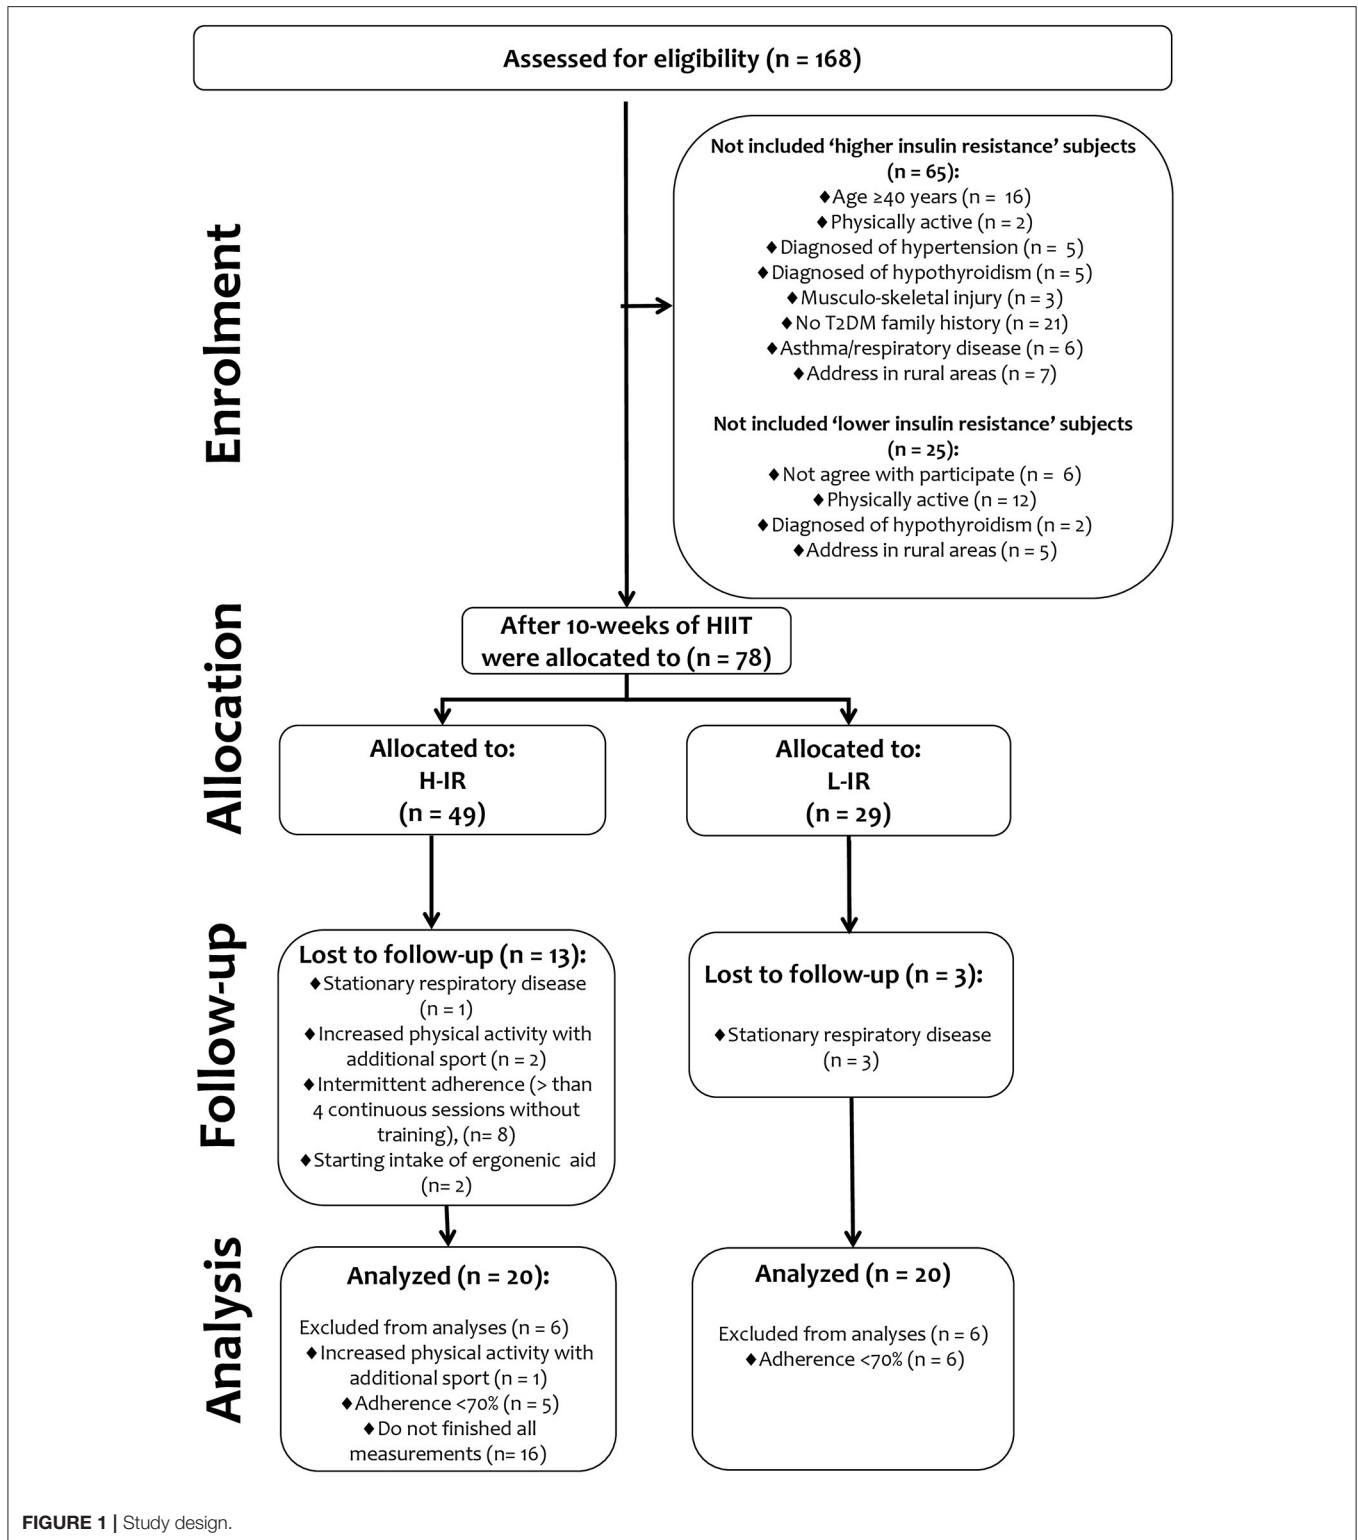 Assessed for eligibility (n = 168)
Enrolment
Not included ‘higher insulin resistance’ subjects
(n = 65):
♦Age ≥40 years (n = 16)
♦Physically active (n = 2)
♦Diagnosed of hypertension (n = 5)
♦Diagnosed of hypothyroidism (n = 5)
♦Musculo-skeletal injury (n = 3)
♦No T2DM family history (n = 21)
♦Asthma/respiratory disease (n = 6)
♦Address in rural areas (n = 7)
Not included ‘lower insulin resistance’ subjects
(n = 25):
♦Not agree with participate (n = 6)
♦Physically active (n = 12)
♦Diagnosed of hypothyroidism (n = 2)
♦Address in rural areas (n = 5)
Allocation
After 10-weeks of HIIT
were allocated to (n = 78)
Allocated to:
H-IR
(n = 49)
Allocated to:
L-IR
(n = 29)
Follow-up
Lost to follow-up (n = 13):
♦Stationary respiratory disease
(n = 1)
♦Increased physical activity with
additional sport (n = 2)
♦Intermittent adherence (> than
4 continuous sessions without
training), (n= 8)
♦Starting intake of ergonenic aid
(n= 2)
Lost to follow-up (n = 3):
♦Stationary respiratory disease
(n = 3)
Analysis
Analyzed (n = 20):
Excluded from analyses (n = 6)
♦Increased physical activity with
additional sport (n = 1)
♦Adherence <70% (n = 5)
♦Do not finished all
measurements (n= 16)
Analyzed (n = 20)
Excluded from analyses (n = 6)
♦Adherence <70% (n = 6)
FIGURE 1 | Study design.